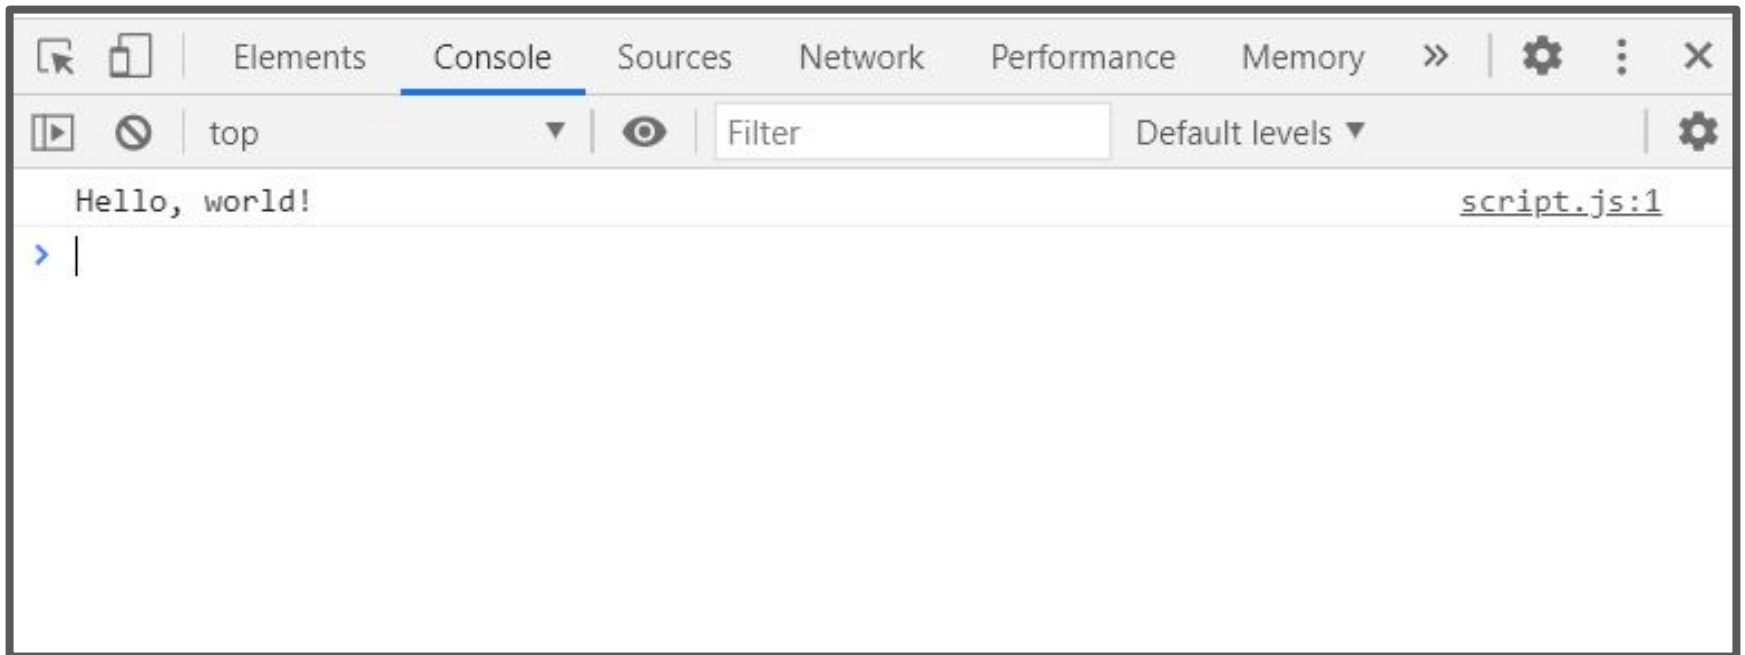 Elements Console Sources Network Performance Memory
top Filter Default levels
Hello, world! script.js:1